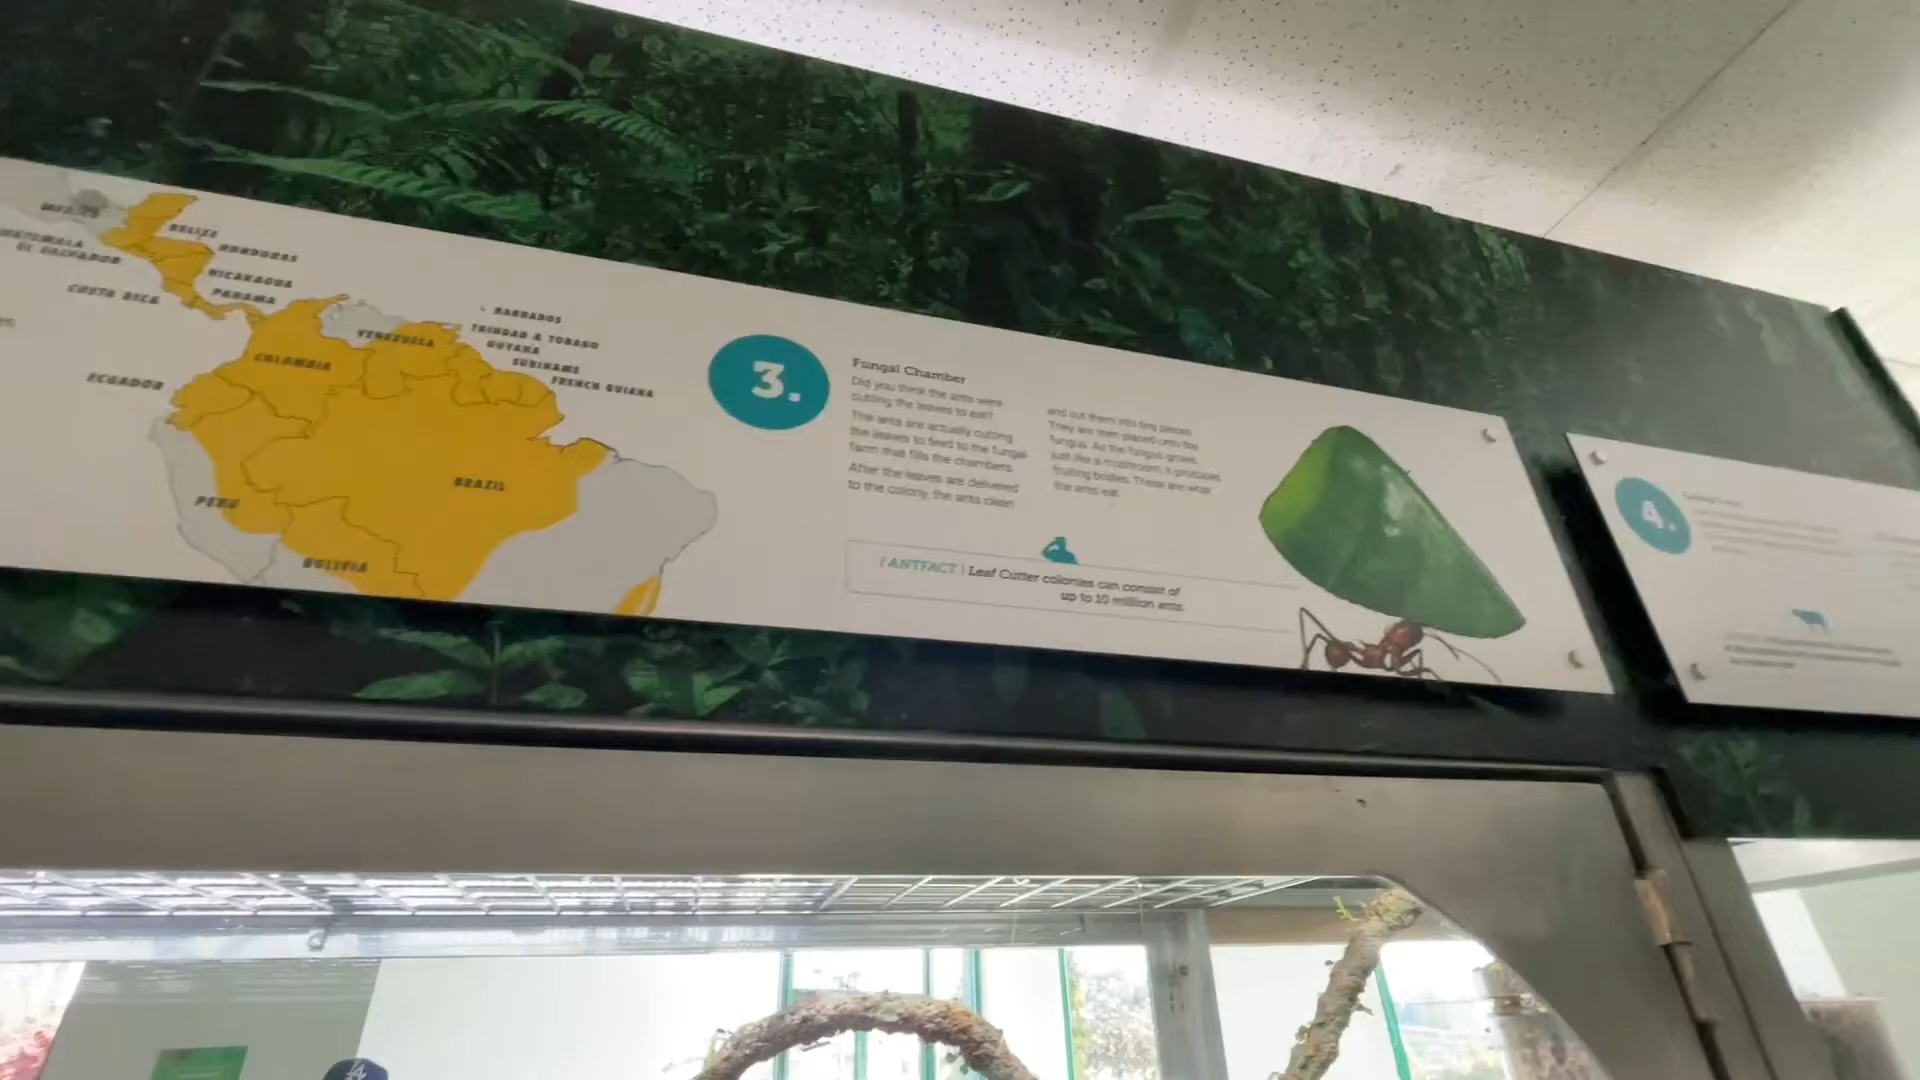 MEXICO
BELIZE
GUATEMALA
HONDURAS
EL SALVADOR
NICARAGUA
COSTA RICA
PANAMA
BARBADOS
TRINDAD & TOBAGO
VENEZUELA
GUYANA
COLOMBIA
SURINAME
ECUADOR
FRENCH GUIANA
BRAZIL
PERU
BOLIVIA
3.
Fungal Chamber
Did you think the ants were
cutting the leaves to eat?
The ants are actually cutting
the leaves to feed to the fungal
farm that fills the chambers.
After the leaves are delivered
to the colony, the ants clean
and cut them into tiny pieces.
They are then placed onto the
fungus. As the fungus grows,
just like a mushroom, it produces
fruiting bodies. These are what
the ants eat.
| ANTFACT | Leaf Cutter colonies can consist of
up to 10 million ants.
4.
LA